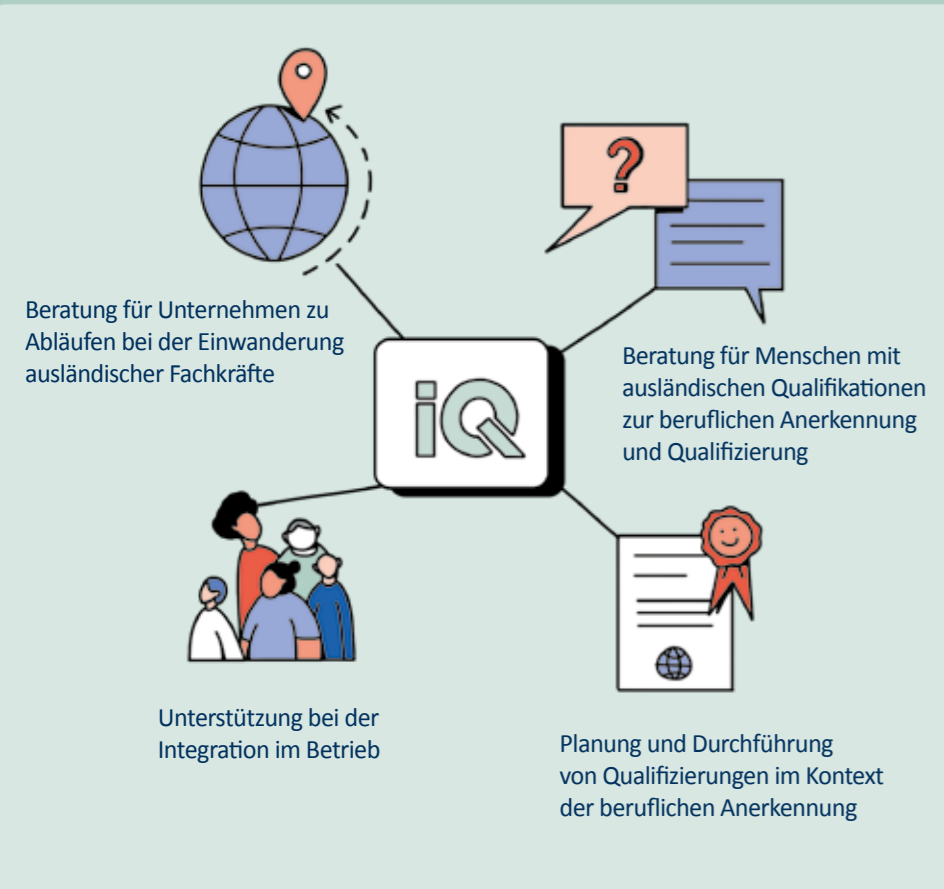 Beratung für Unternehmen zu
Abläufen bei der Einwanderung
ausländischer Fachkräfte
?
Beratung für Menschen mit
ausländischen Qualifikationen
zur beruflichen Anerkennung
und Qualifizierung
iQ
Unterstützung bei der
Integration im Betrieb
Planung und Durchführung
von Qualifizierungen im Kontext
der beruflichen Anerkennung